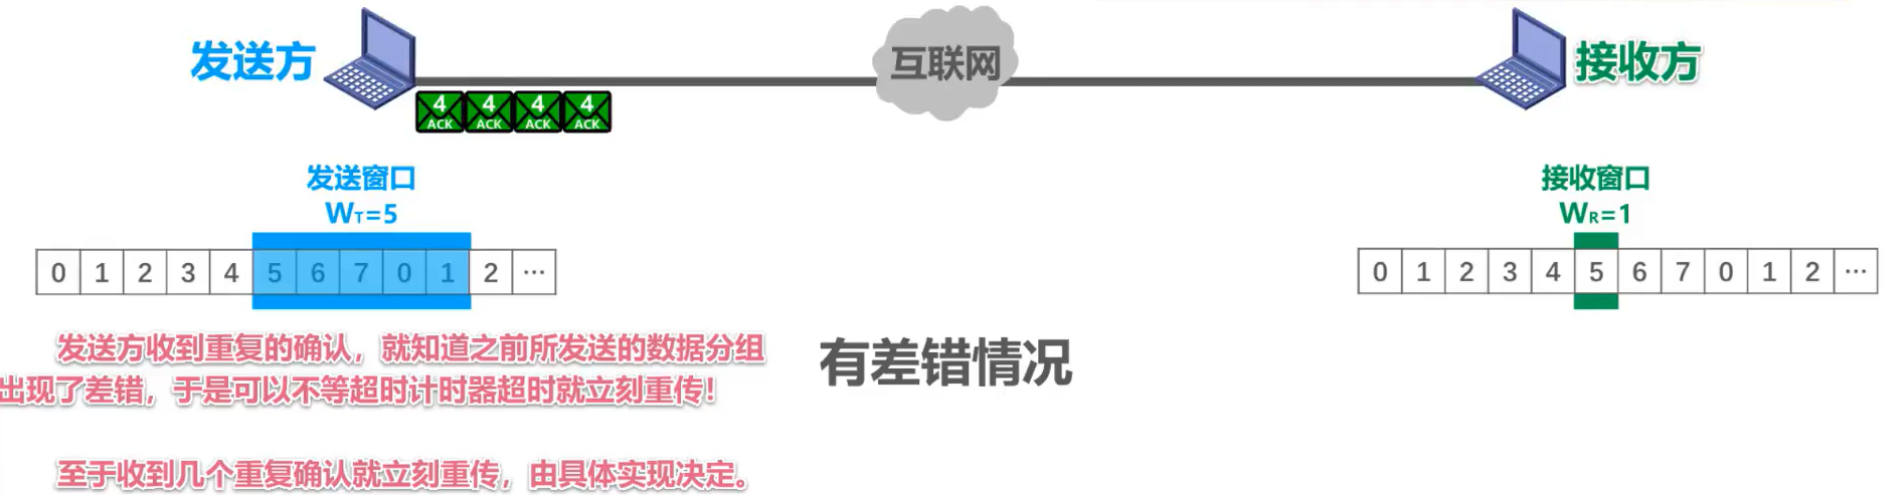 发送方
互联网
接收方
4 4 4 4
ACK ACK ACK ACK
发送窗口
WT=5
接收窗口
WR=1
0 1 2 3 4 5 6 7 0 1 2 ···
0 1 2 3 4 5 6 7 0 1 2 ···
发送方收到重复的确认，就知道之前所发送的数据分组
出现了差错，于是可以不等超时计时器超时就立刻重传！
有差错情况
至于收到几个重复确认就立刻重传，由具体实现决定。